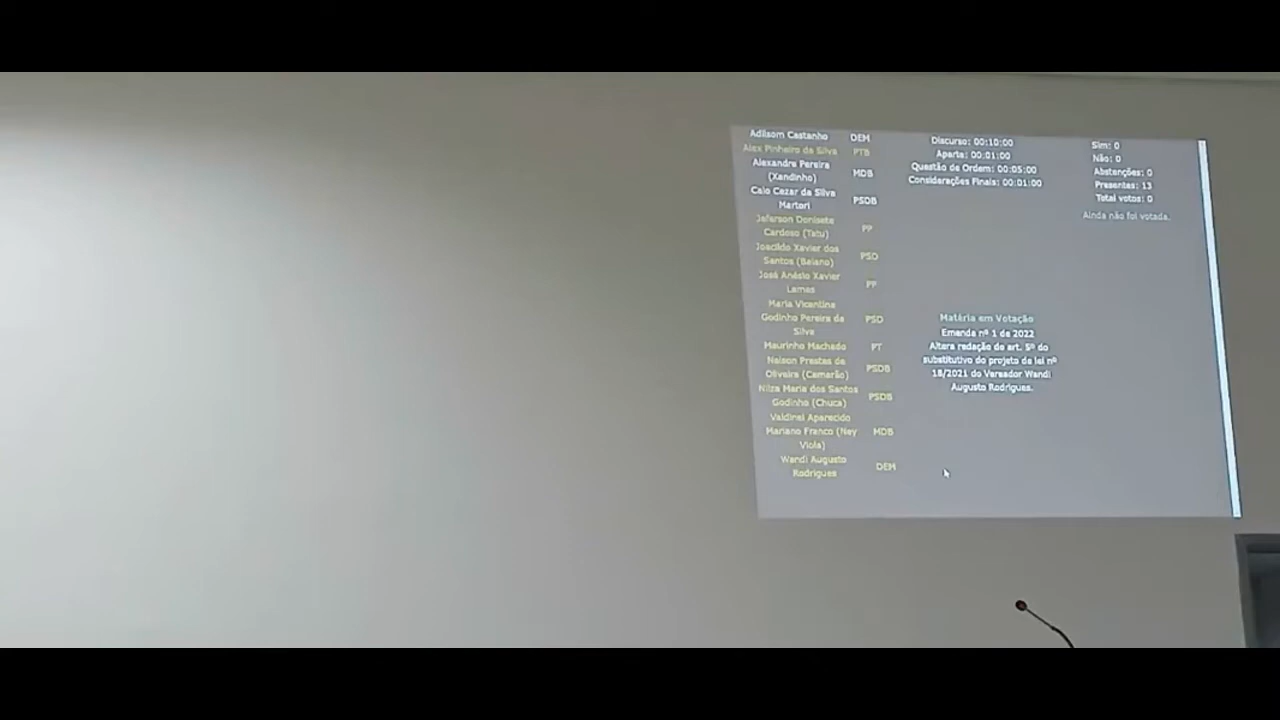 Adilsom Castanho DEM
Alex Pinheiro da Silva PTB
Alexandre Pereira
(Xandinho) MDB
Caio Cezar da Silva
Martori PSDB
Jeferson Donisete
Cardoso (Tatu) PP
Joacildo Xavier dos
Santos (Baiano) PSD
José Anésio Xavier
Lemes PP
Maria Vicentina
Godinho Pereira da
Silva PSD
Maurinho Machado PT
Nelson Prestes de
Oliveira (Camarão) PSDB
Nilza Maria dos Santos
Godinho (Chuca) PSDB
Valdinei Aparecido
Mariano Franco (Ney
Viola) MDB
Wandi Augusto
Rodrigues DEM
Discurso: 00:10:00
Aparte: 00:01:00
Questão de Ordem: 00:05:00
Considerações Finais: 00:01:00
Matéria em Votação
Emenda nº 1 de 2022
Altera redação de art. 5º do
substitutivo do projeto de lei nº
18/2021 do Vereador Wandi
Augusto Rodrigues.
Sim: 0
Não: 0
Abstenções: 0
Presentes: 13
Total votos: 0
Ainda não foi votada.